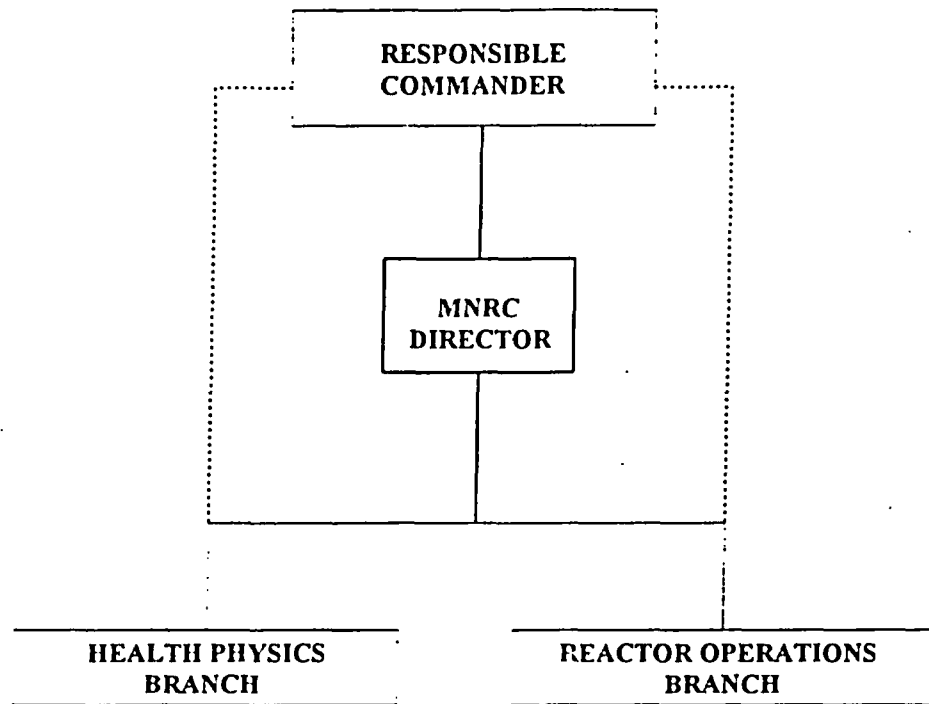 RESPONSIBLE
COMMANDER
MNRC
DIRECTOR
HEALTH PHYSICS
BRANCH
REACTOR OPERATIONS
BRANCH